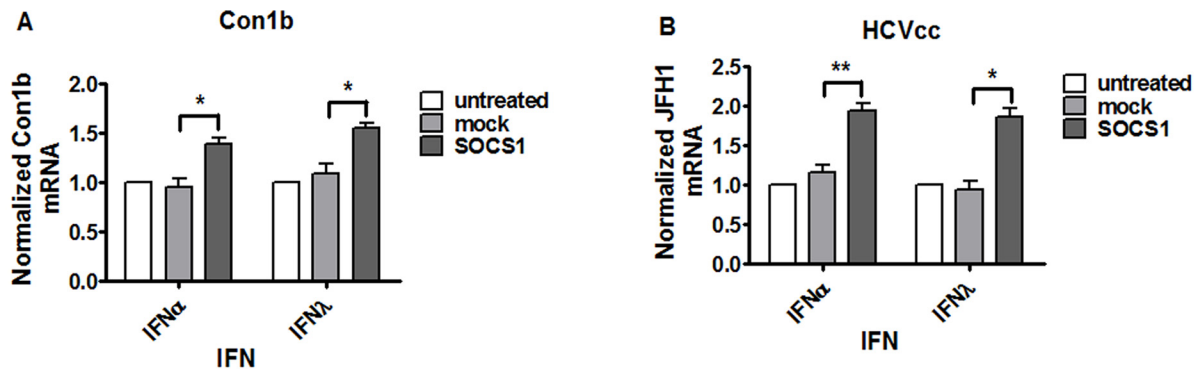 A
Con1b
Normalized Con1b
mRNA
2.0
1.5
1.0
0.5
0.0
*
*
untreated
mock
SOCS1
IFNα
IFNλ
IFN
B
HCVcc
Normalized JFH1
mRNA
2.5
2.0
1.5
1.0
0.5
0.0
**
*
untreated
mock
SOCS1
IFNα
IFNλ
IFN